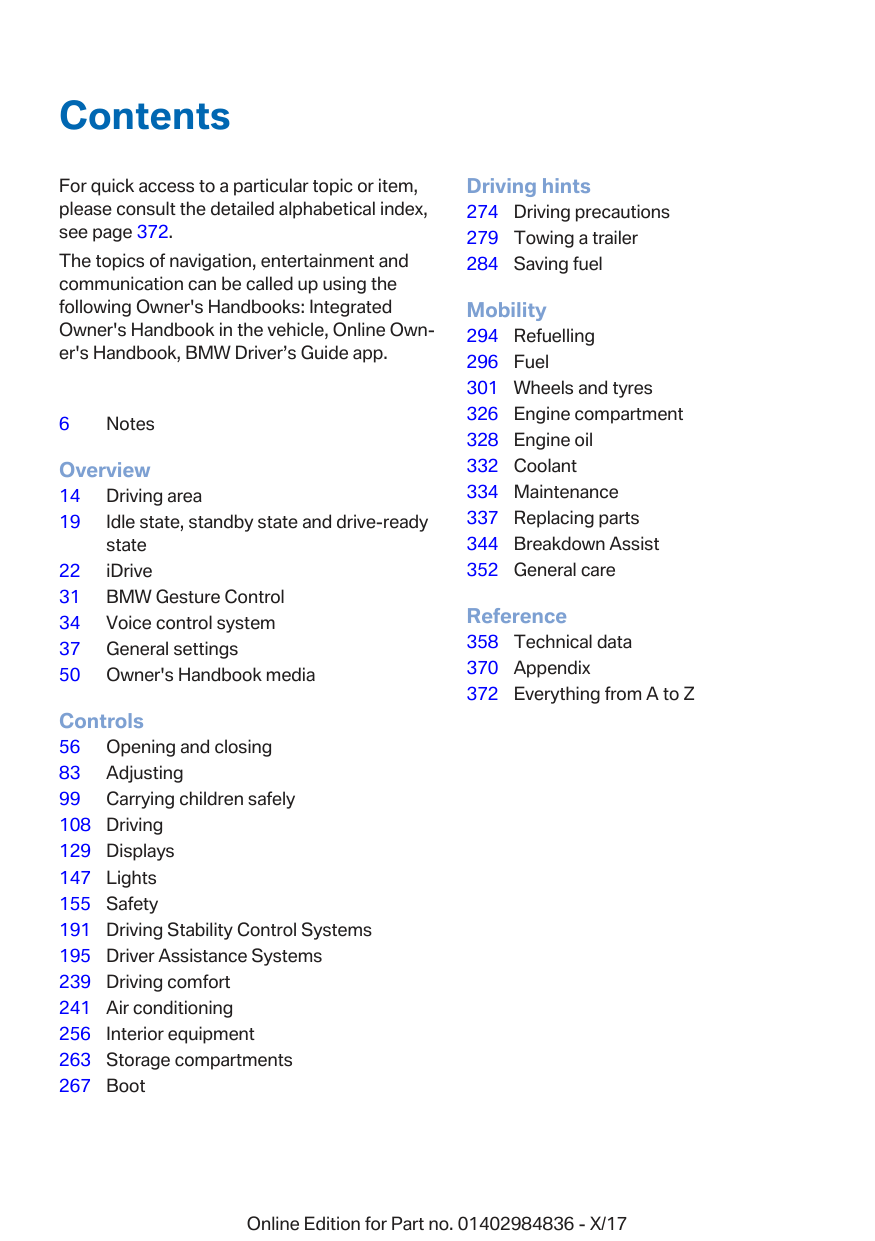 Contents
For quick access to a particular topic or item,
please consult the detailed alphabetical index,
see page 372.
The topics of navigation, entertainment and
communication can be called up using the
following Owner's Handbooks: Integrated
Owner's Handbook in the vehicle, Online Own-
er's Handbook, BMW Driver’s Guide app.
6 Notes
Overview
14 Driving area
19 Idle state, standby state and drive-ready
state
22 iDrive
31 BMW Gesture Control
34 Voice control system
37 General settings
50 Owner's Handbook media
Controls
56 Opening and closing
83 Adjusting
99 Carrying children safely
108 Driving
129 Displays
147 Lights
155 Safety
191 Driving Stability Control Systems
195 Driver Assistance Systems
239 Driving comfort
241 Air conditioning
256 Interior equipment
263 Storage compartments
267 Boot
Driving hints
274 Driving precautions
279 Towing a trailer
284 Saving fuel
Mobility
294 Refuelling
296 Fuel
301 Wheels and tyres
326 Engine compartment
328 Engine oil
332 Coolant
334 Maintenance
337 Replacing parts
344 Breakdown Assist
352 General care
Reference
358 Technical data
370 Appendix
372 Everything from A to Z
Online Edition for Part no. 01402984836 - X/17